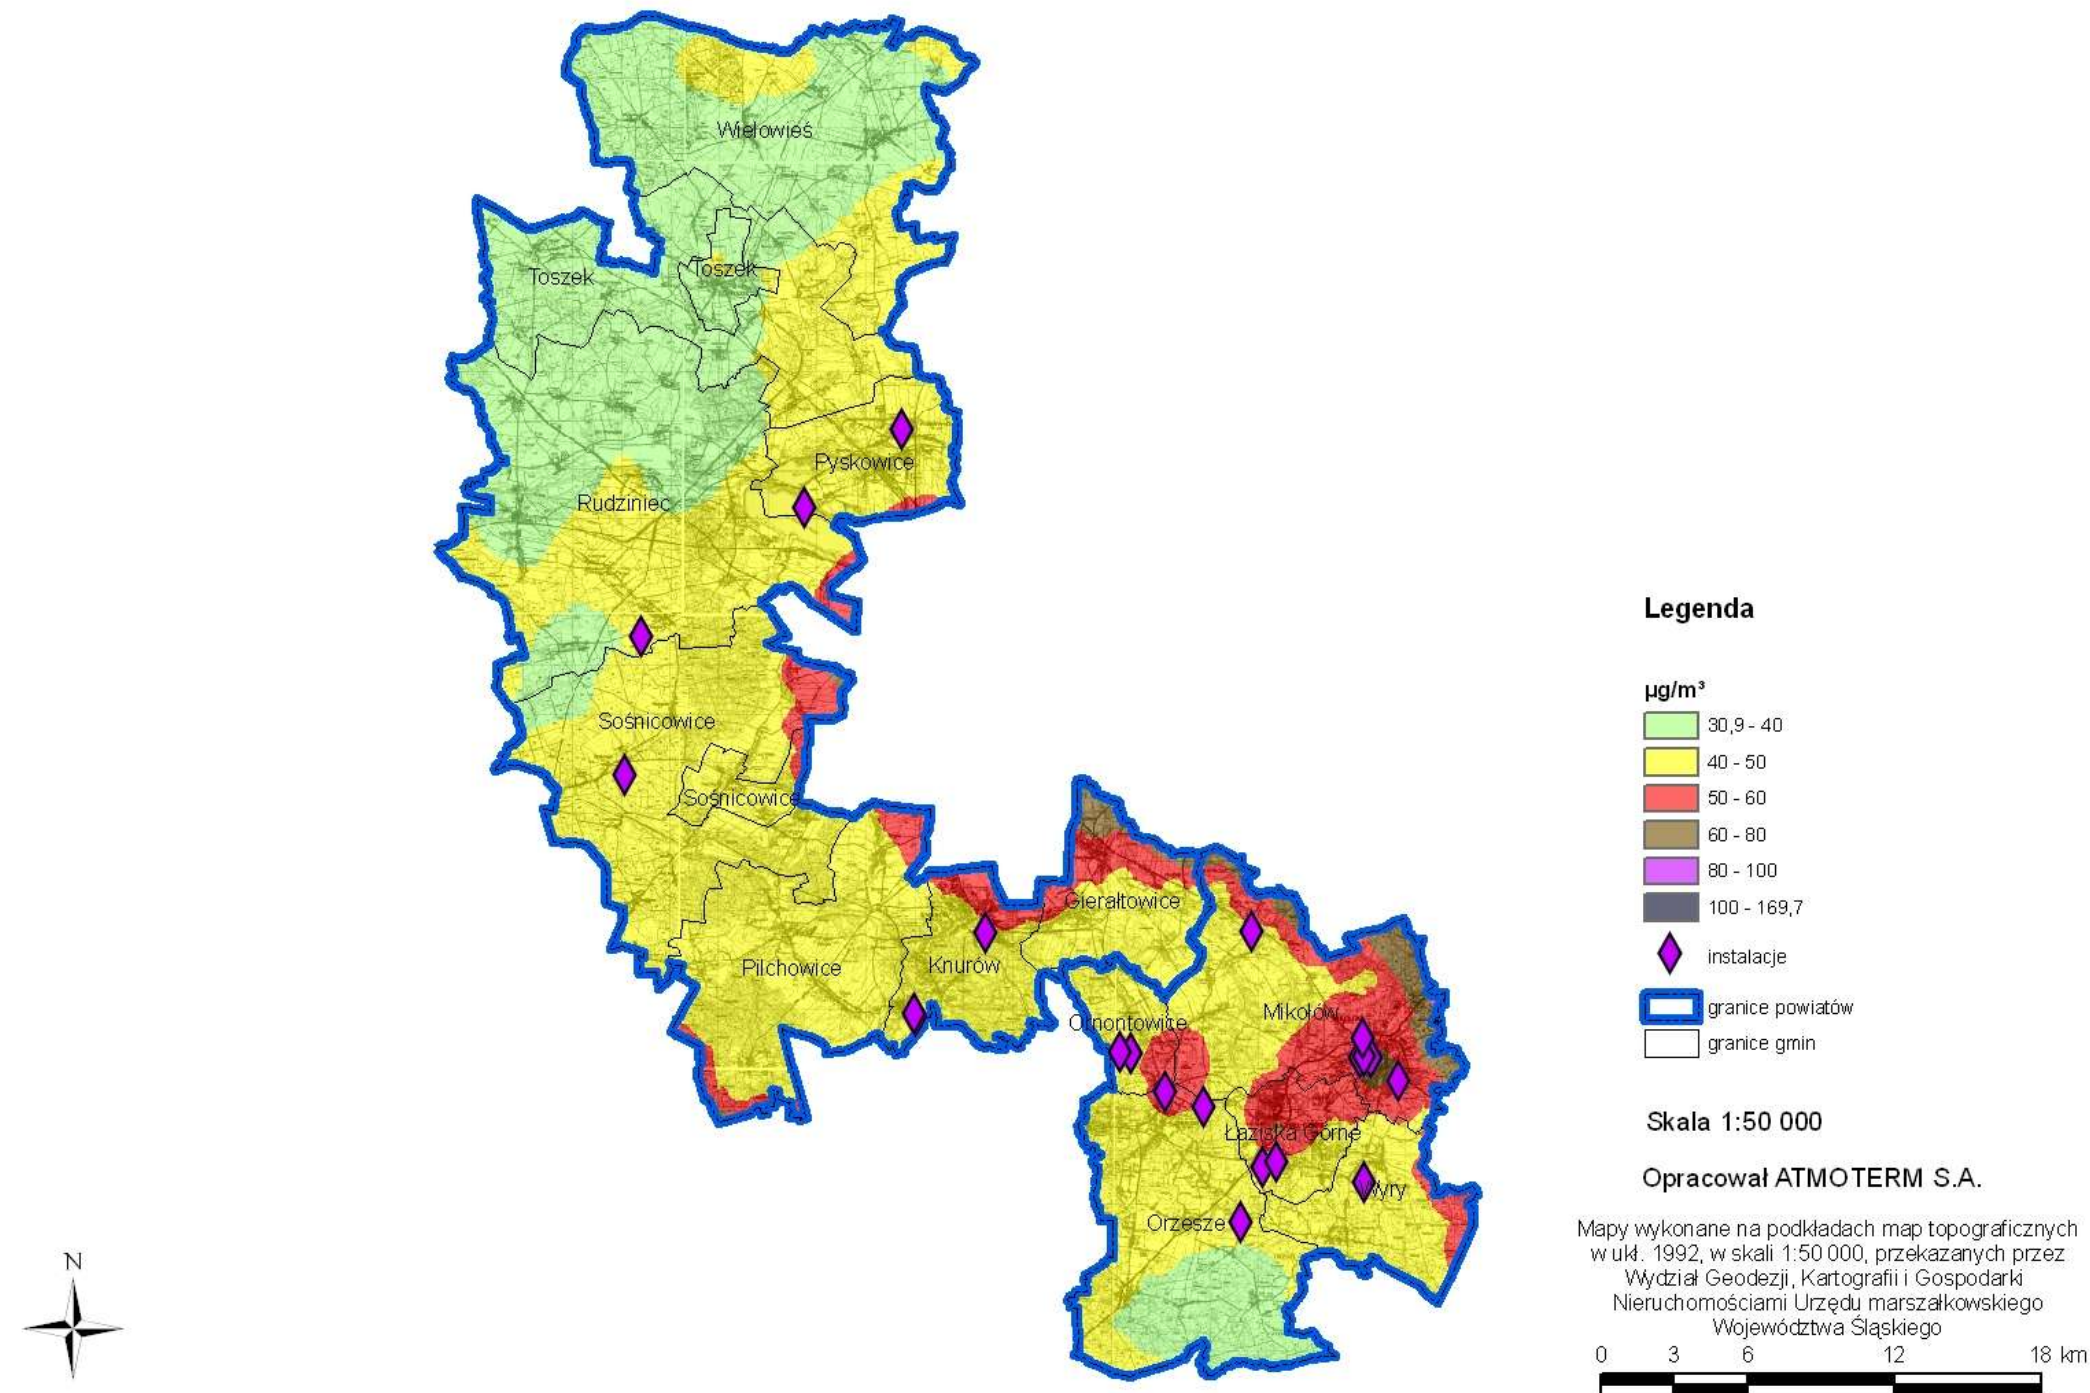 Wielowieś
Toszek
Toszek
Pyskowice
Rudziniec
Sośnicowice
Sośnicowice
Gierałtowice
Pilchowice
Knurów
Mikołów
Ornontowice
Łaziska Górne
Wyry
Orzesze
N
Legenda
µg/m³
30,9 - 40
40 - 50
50 - 60
60 - 80
80 - 100
100 - 169,7
instalacje
granice powiatów
granice gmin
Skala 1:50 000
Opracował ATMOTERM S.A.
Mapy wykonane na podkładach map topograficznych
w ukł. 1992, w skali 1:50 000, przekazanych przez
Wydział Geodezji, Kartografii i Gospodarki
Nieruchomościami Urzędu marszałkowskiego
Województwa Śląskiego
0 3 6 12 18 km